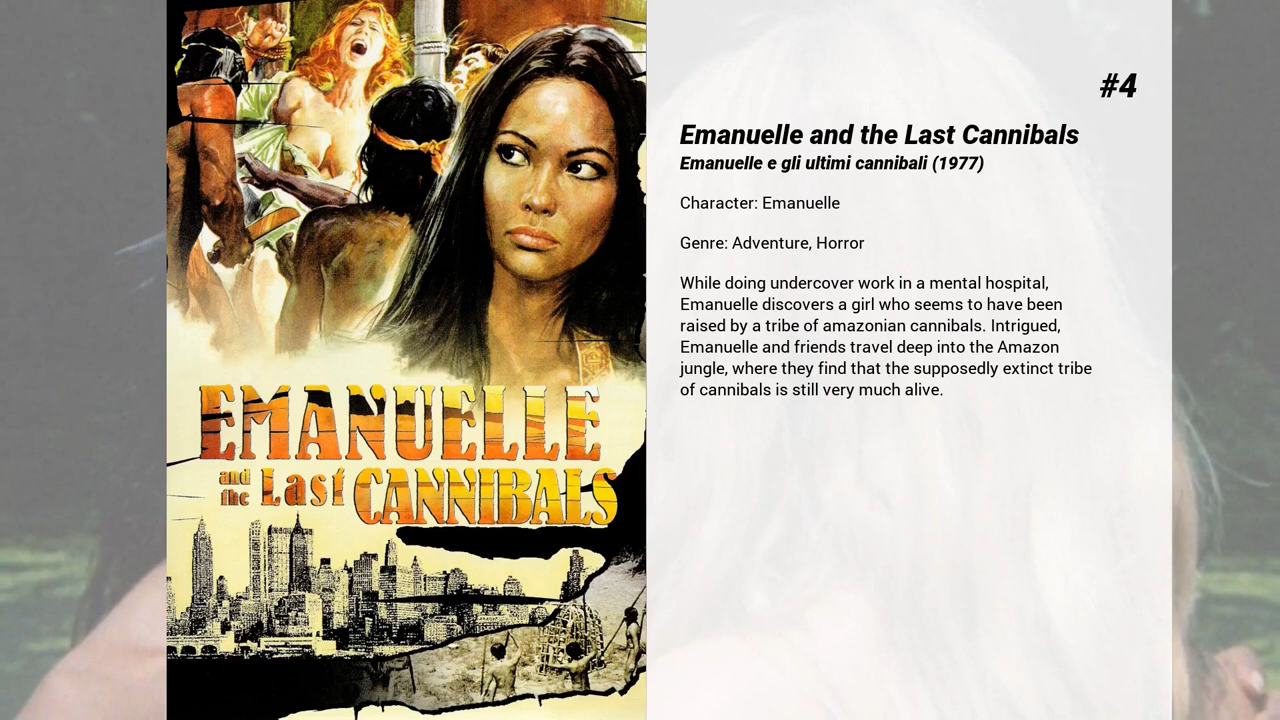 EMANUELLE
and the Last CANNIBALS
#4
Emanuelle and the Last Cannibals
Emanuelle e gli ultimi cannibali (1977)
Character: Emanuelle
Genre: Adventure, Horror
While doing undercover work in a mental hospital,
Emanuelle discovers a girl who seems to have been
raised by a tribe of amazonian cannibals. Intrigued,
Emanuelle and friends travel deep into the Amazon
jungle, where they find that the supposedly extinct tribe
of cannibals is still very much alive.